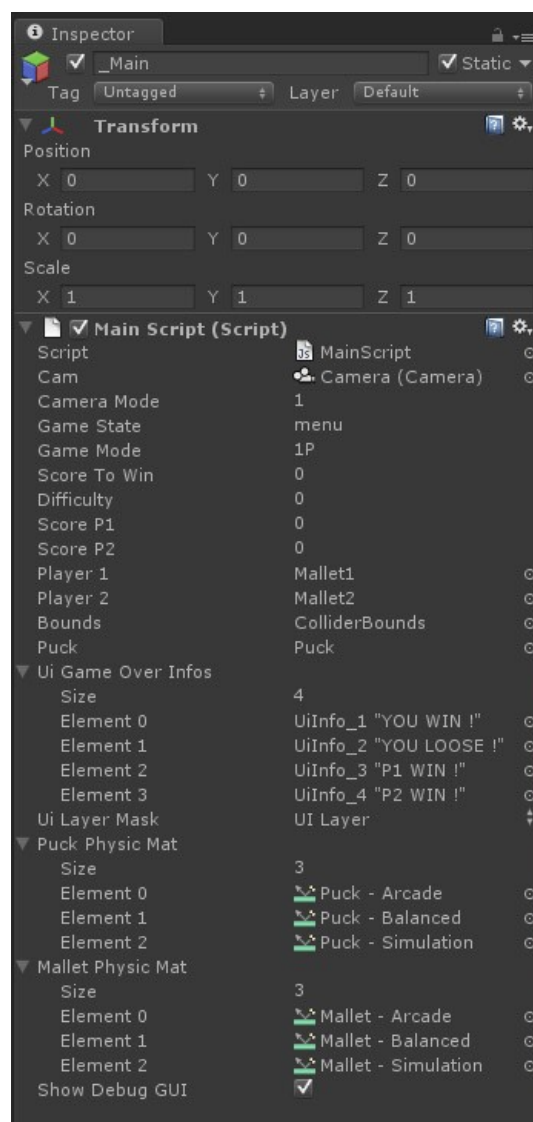 Inspector
_Main Static
Tag Untagged Layer Default
Transform
Position
X 0 Y 0 Z 0
Rotation
X 0 Y 0 Z 0
Scale
X 1 Y 1 Z 1
Main Script (Script)
Script JS MainScript
Cam Camera (Camera)
Camera Mode 1
Game State menu
Game Mode 1P
Score To Win 0
Difficulty 0
Score P1 0
Score P2 0
Player 1 Mallet1
Player 2 Mallet2
Bounds ColliderBounds
Puck Puck
Ui Game Over Infos
Size 4
Element 0 UiInfo_1 "YOU WIN !"
Element 1 UiInfo_2 "YOU LOOSE !"
Element 2 UiInfo_3 "P1 WIN !"
Element 3 UiInfo_4 "P2 WIN !"
Ui Layer Mask UI Layer
Puck Physic Mat
Size 3
Element 0 Puck - Arcade
Element 1 Puck - Balanced
Element 2 Puck - Simulation
Mallet Physic Mat
Size 3
Element 0 Mallet - Arcade
Element 1 Mallet - Balanced
Element 2 Mallet - Simulation
Show Debug GUI